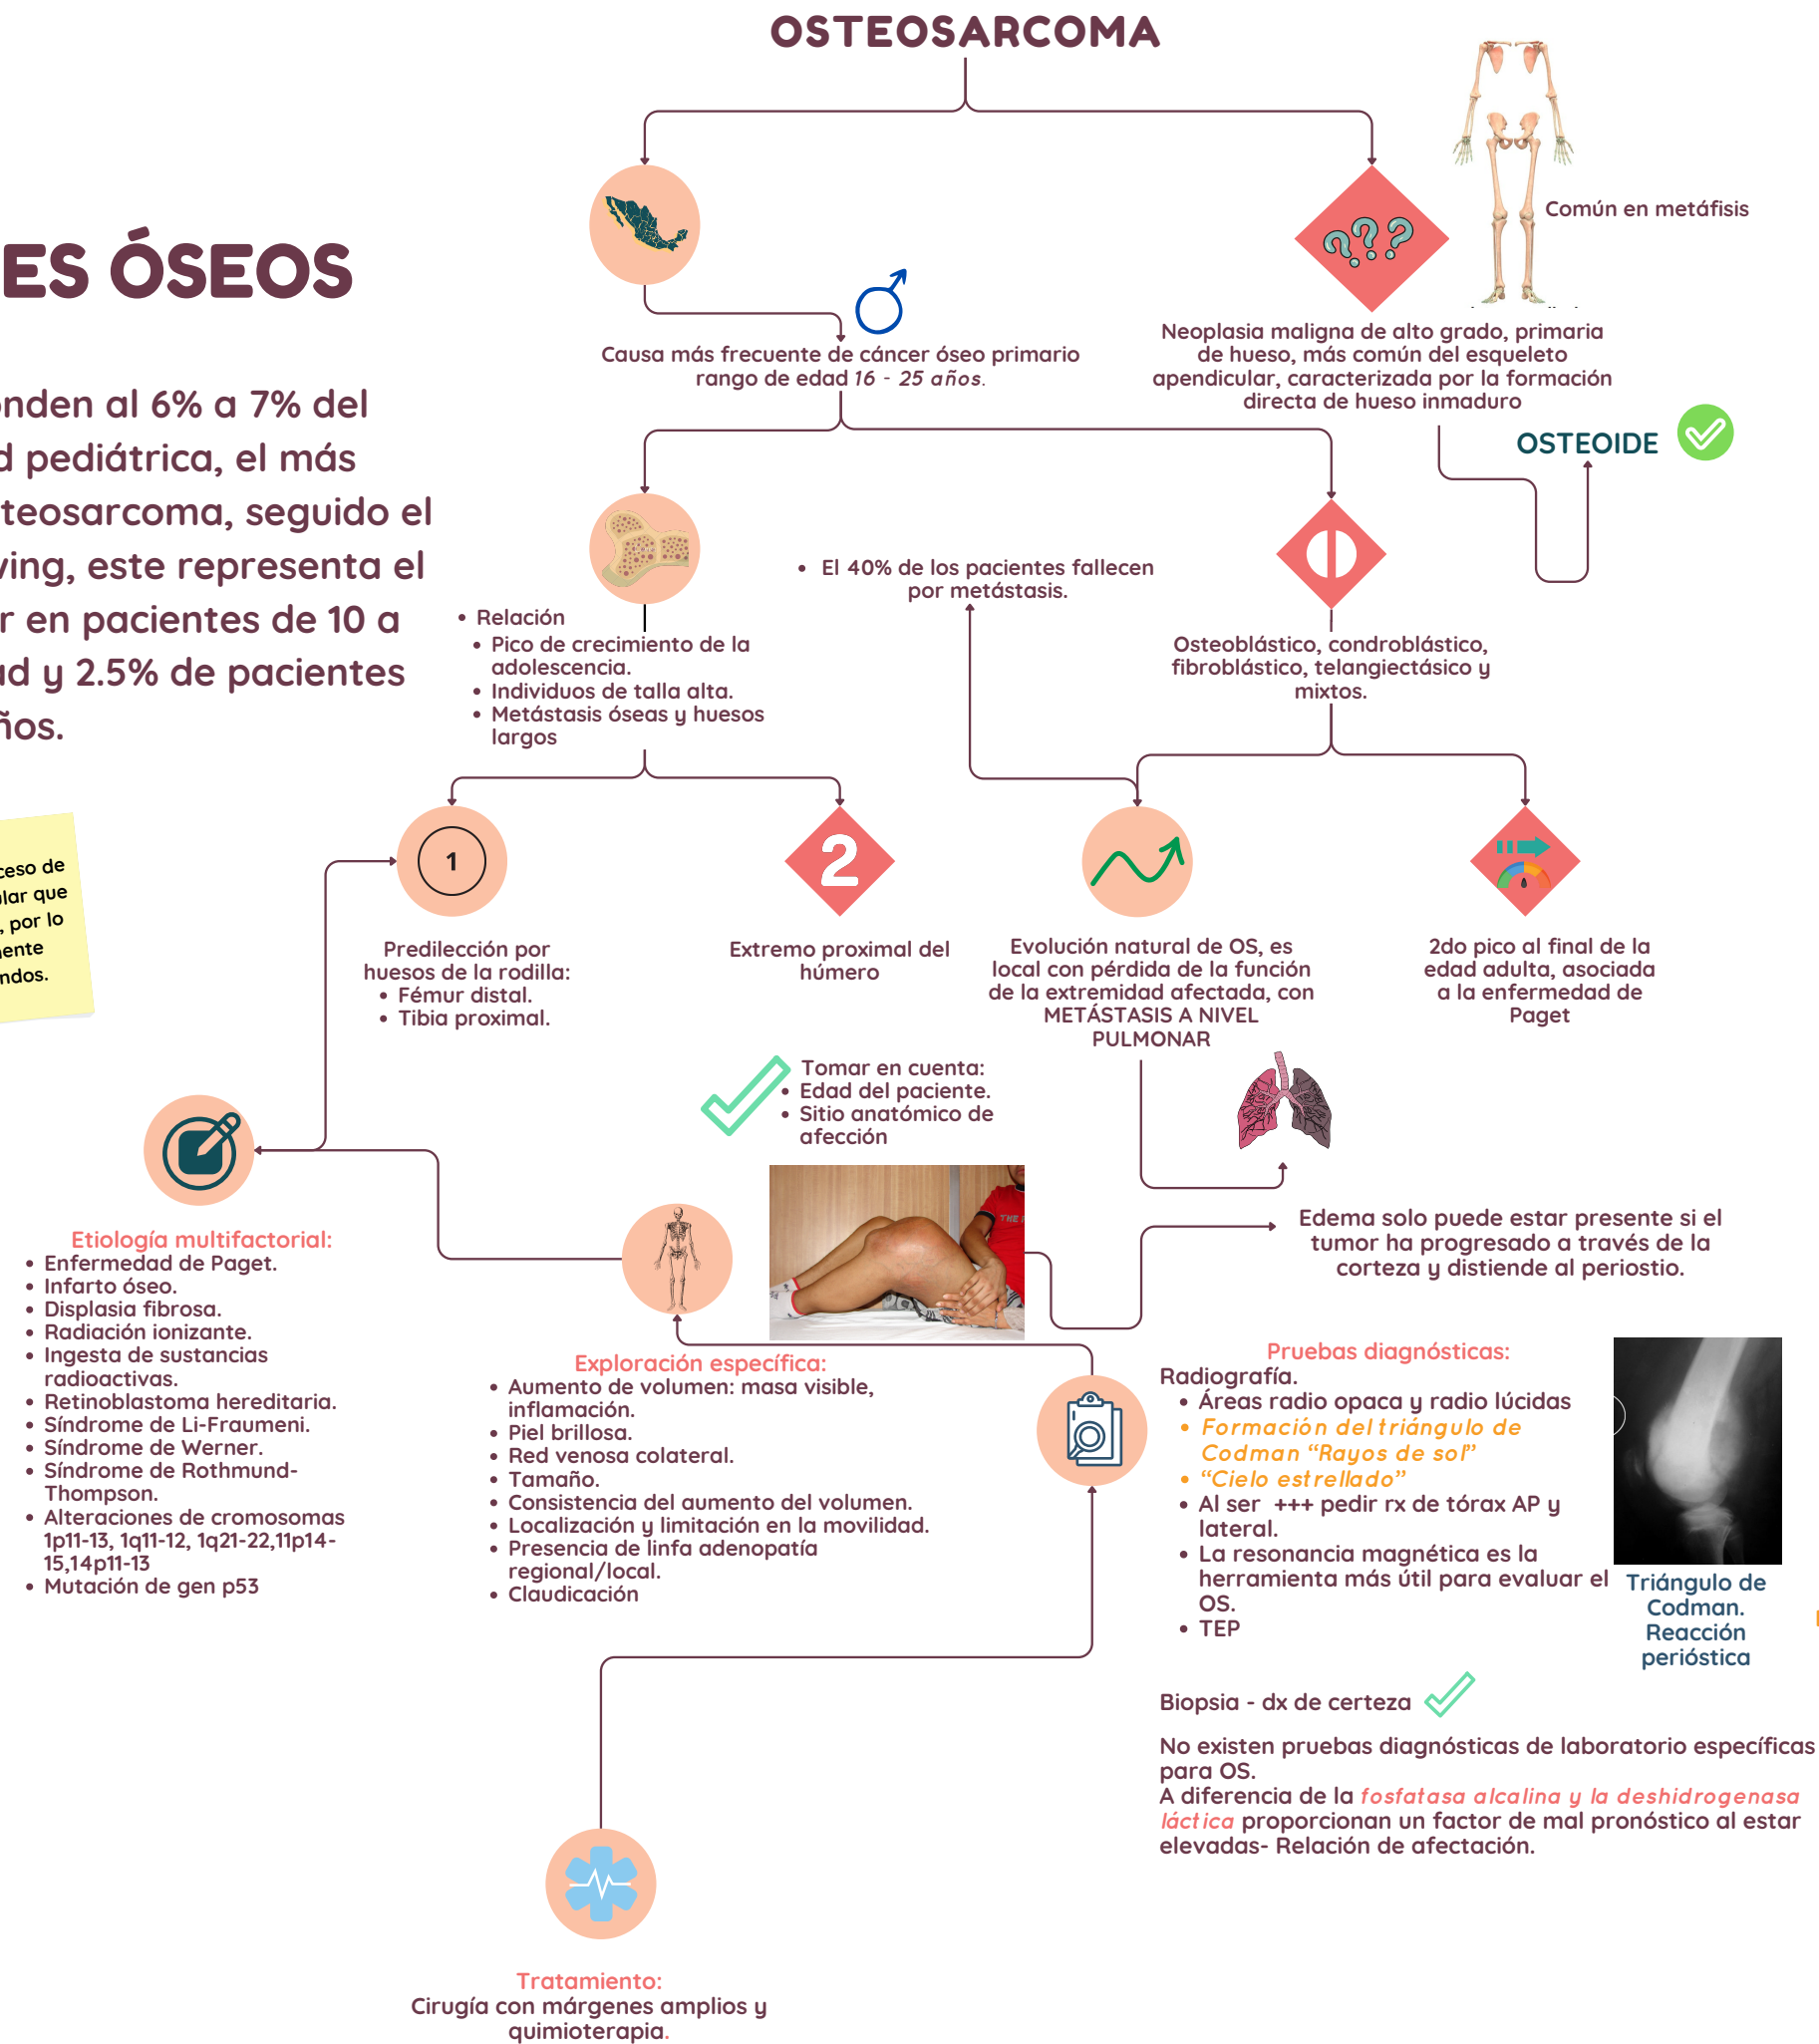 OSTEOSARCOMA
Común en metáfisis
ES ÓSEOS
Causa más frecuente de cáncer óseo primario
rango de edad 16 - 25 años.
Neoplasia maligna de alto grado, primaria
de hueso, más común del esqueleto
apendicular, caracterizada por la formación
directa de hueso inmaduro
OSTEOIDE
nden al 6% a 7% del
d pediátrica, el más
teosarcoma, seguido el
ving, este representa el
r en pacientes de 10 a
ad y 2.5% de pacientes
ños.
• El 40% de los pacientes fallecen
por metástasis.
• Relación
• Pico de crecimiento de la
adolescencia.
• Individuos de talla alta.
• Metástasis óseas y huesos
largos
Osteoblástico, condroblástico,
fibroblástico, telangiectásico y
mixtos.
ceso de
lar que
, por lo
mente
ndos.
1
2
Predilección por
huesos de la rodilla:
• Fémur distal.
• Tibia proximal.
Extremo proximal del
húmero
Evolución natural de OS, es
local con pérdida de la función
de la extremidad afectada, con
METÁSTASIS A NIVEL
PULMONAR
2do pico al final de la
edad adulta, asociada
a la enfermedad de
Paget
Tomar en cuenta:
• Edad del paciente.
• Sitio anatómico de
afección
THE
Edema solo puede estar presente si el
tumor ha progresado a través de la
corteza y distiende al periostio.
Etiología multifactorial:
• Enfermedad de Paget.
• Infarto óseo.
• Displasia fibrosa.
• Radiación ionizante.
• Ingesta de sustancias
radioactivas.
• Retinoblastoma hereditaria.
• Síndrome de Li-Fraumeni.
• Síndrome de Werner.
• Síndrome de Rothmund-
Thompson.
• Alteraciones de cromosomas
1p11-13, 1q11-12, 1q21-22,11p14-
15,14p11-13
• Mutación de gen p53
Exploración específica:
• Aumento de volumen: masa visible,
inflamación.
• Piel brillosa.
• Red venosa colateral.
• Tamaño.
• Consistencia del aumento del volumen.
• Localización y limitación en la movilidad.
• Presencia de linfa adenopatía
regional/local.
• Claudicación
Pruebas diagnósticas:
Radiografía.
• Áreas radio opaca y radio lúcidas
• Formación del triángulo de
Codman “Rayos de sol”
• “Cielo estrellado”
• Al ser +++ pedir rx de tórax AP y
lateral.
• La resonancia magnética es la
herramienta más útil para evaluar el
OS.
• TEP
Triángulo de
Codman.
Reacción
perióstica
Biopsia - dx de certeza
No existen pruebas diagnósticas de laboratorio específicas
para OS.
A diferencia de la fosfatasa alcalina y la deshidrogenasa
láctica proporcionan un factor de mal pronóstico al estar
elevadas- Relación de afectación.
Tratamiento:
Cirugía con márgenes amplios y
quimioterapia.